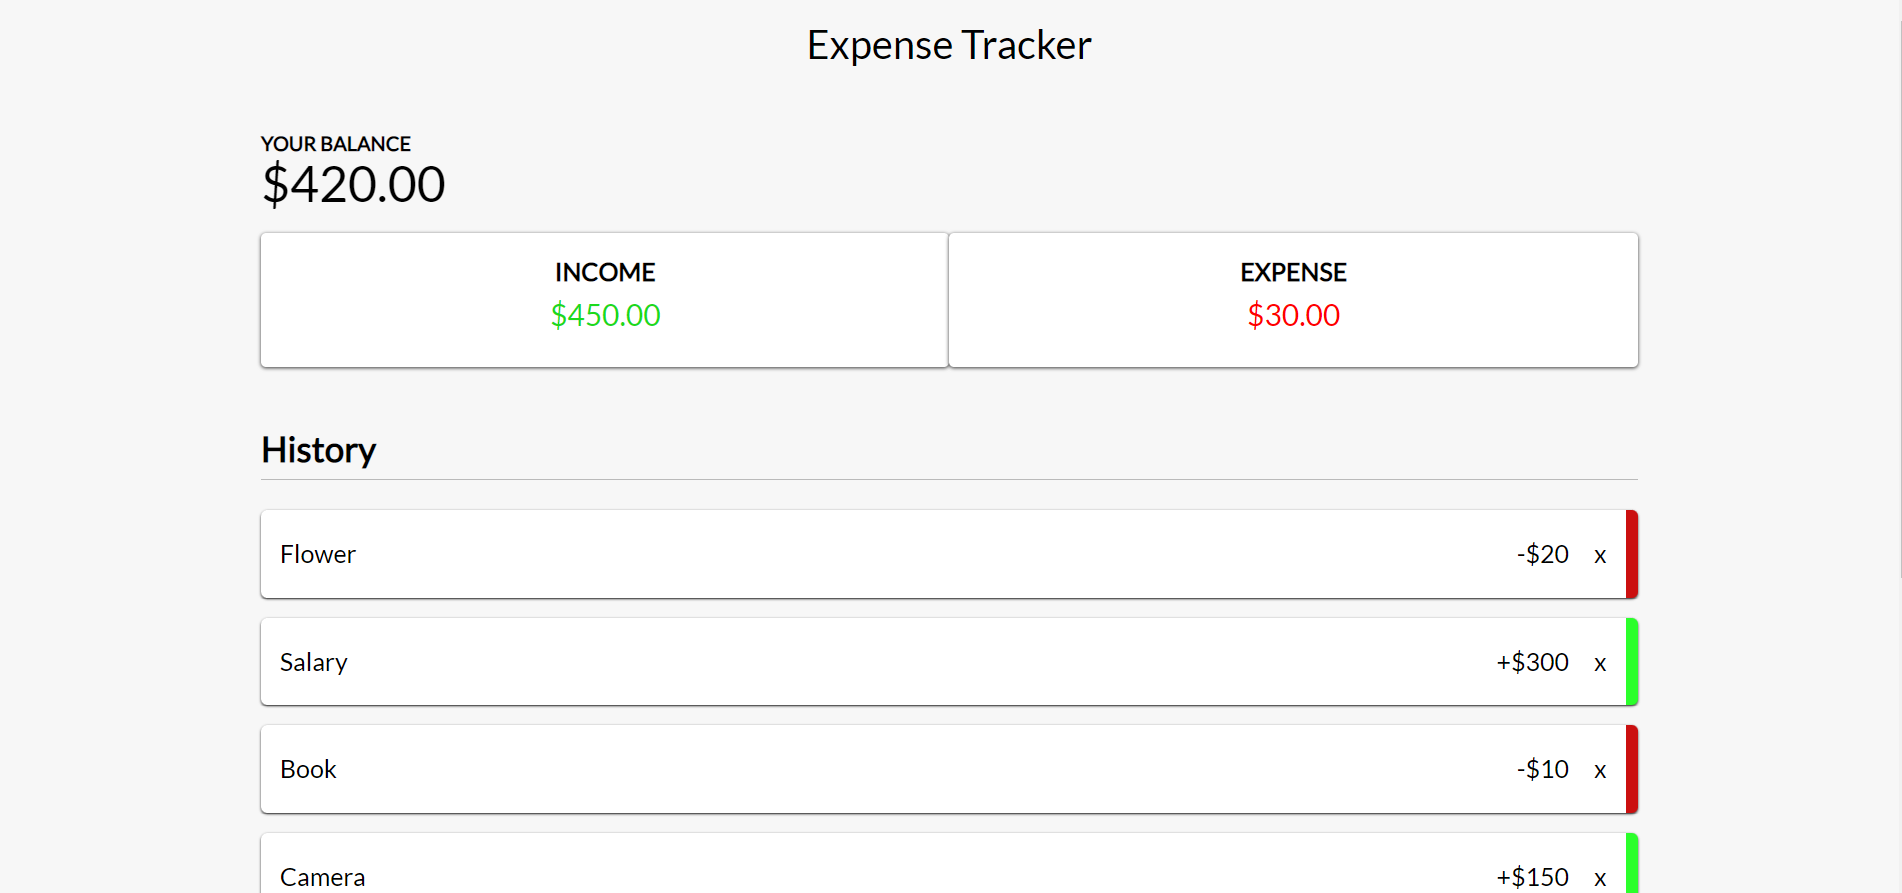 Expense Tracker
YOUR BALANCE
$420.00
INCOME EXPENSE
$450.00 $30.00
History
Flower -$20 x
Salary +$300 x
Book -$10 x
Camera +$150 x